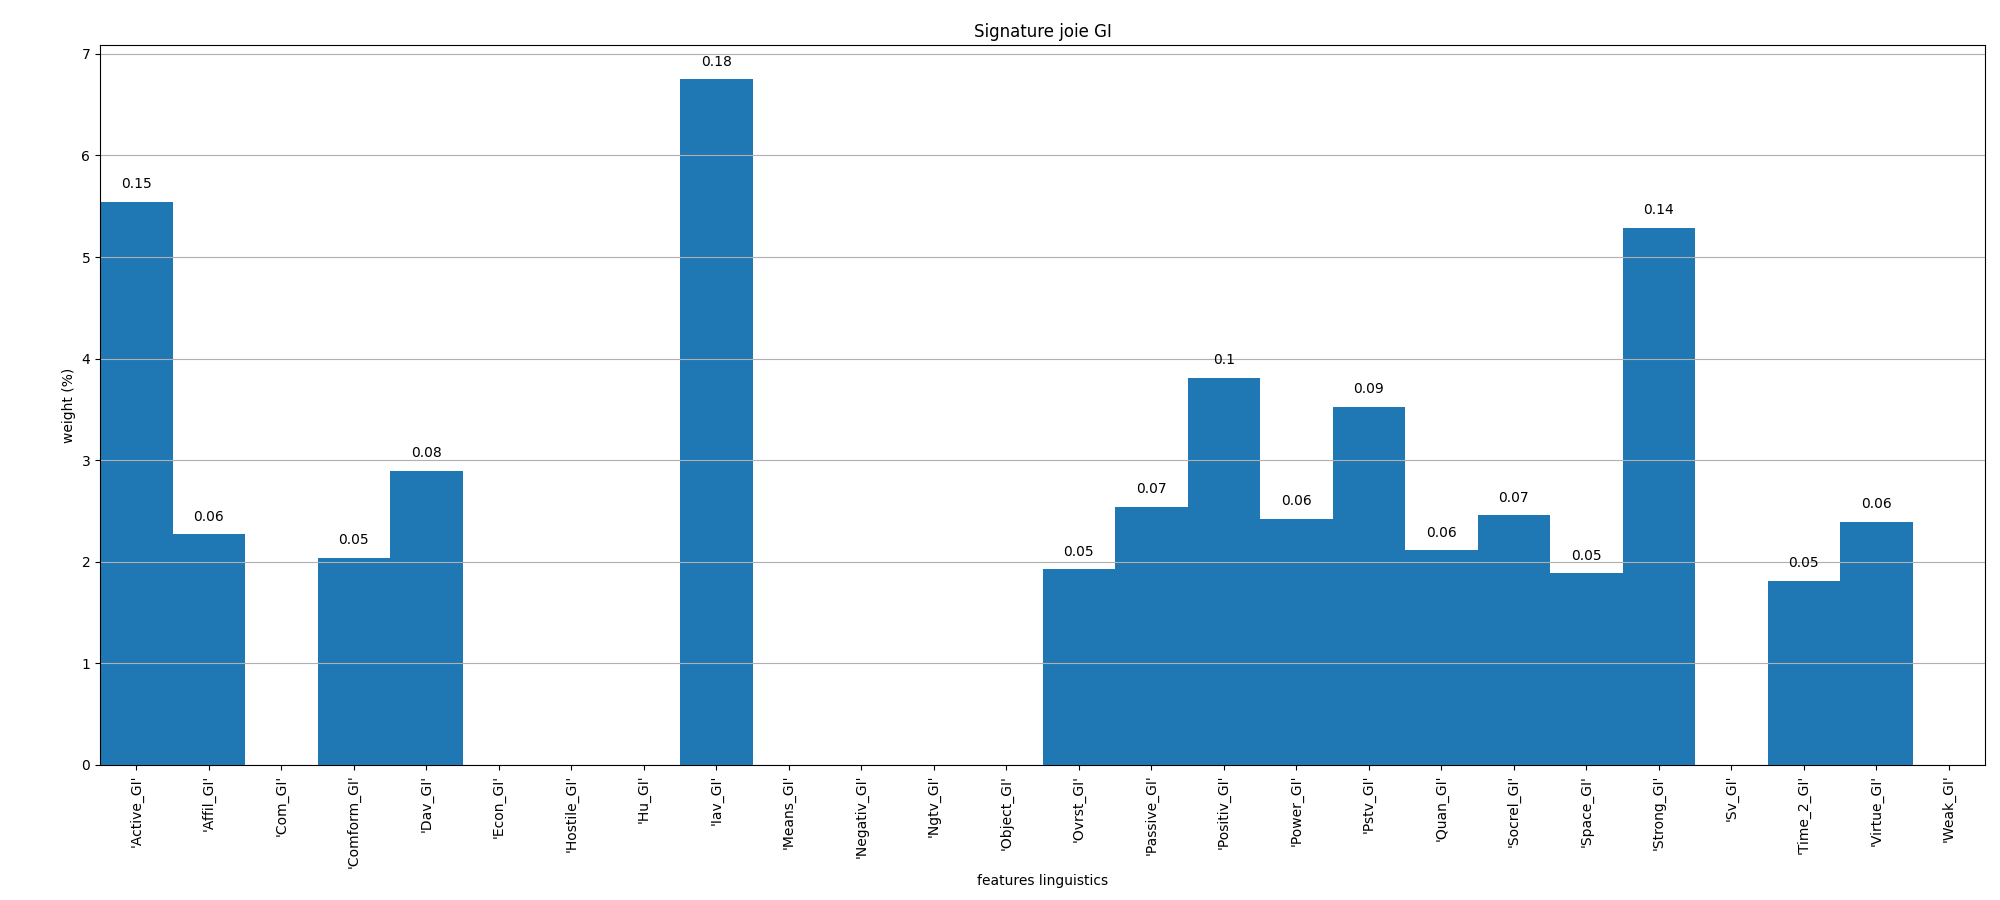 Signature joie GI
weight (%)
7
6
5
4
3
2
1
0
0.15
0.06
0.05
0.08
0.18
0.05
0.07
0.1
0.06
0.09
0.06
0.07
0.05
0.14
0.05
0.06
'Active_GI'
'Affil_GI'
'Com_GI'
'Comform_GI'
'Dav_GI'
'Econ_GI'
'Hostile_GI'
'Hu_GI'
'Iav_GI'
'Means_GI'
'Negativ_GI'
'Ngtv_GI'
'Object_GI'
'Ovrst_GI'
'Passive_GI'
'Positiv_GI'
'Power_GI'
'Pstv_GI'
'Quan_GI'
'Socrel_GI'
'Space_GI'
'Strong_GI'
'Sv_GI'
'Time_2_GI'
'Virtue_GI'
'Weak_GI'
features linguistics